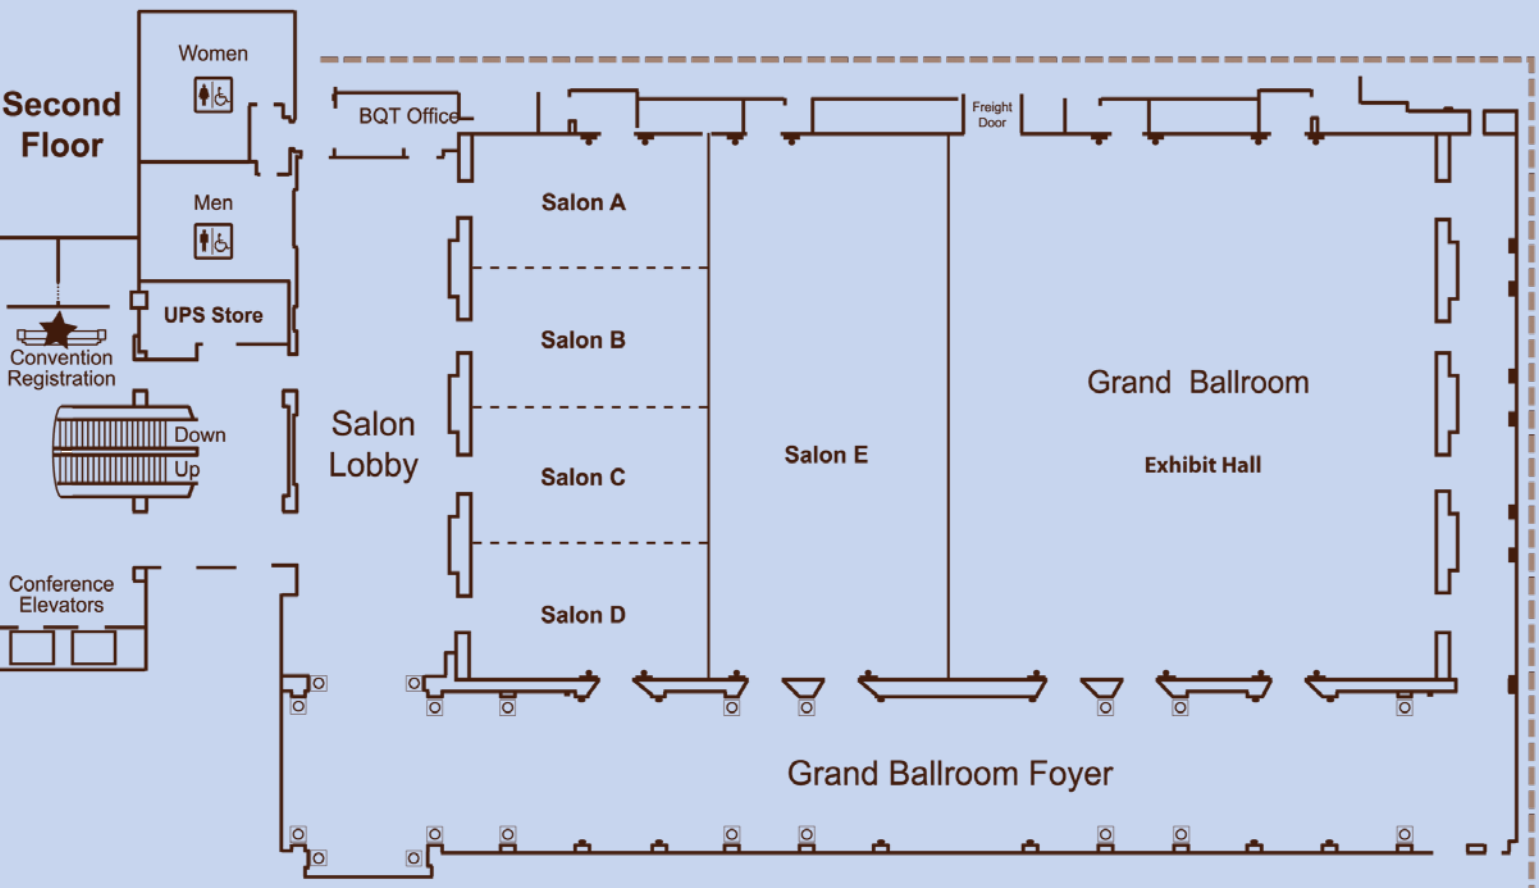 Second
Floor
Women
BQT Office
Freight
Door
Men
Salon A
UPS Store
Convention
Registration
Salon B
Grand Ballroom
Down
Up
Salon
Lobby
Salon E
Exhibit Hall
Salon C
Conference
Elevators
Salon D
Grand Ballroom Foyer